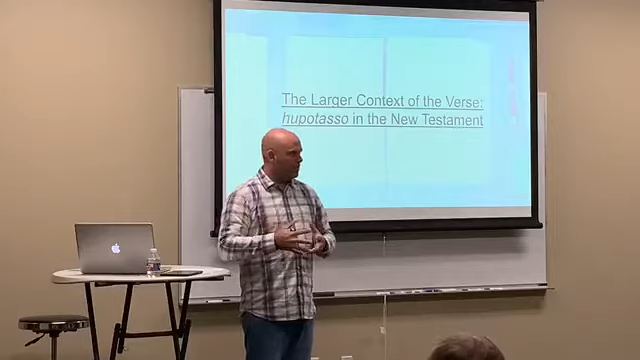 The Larger Context of the Verse:
hupotasso in the New Testament